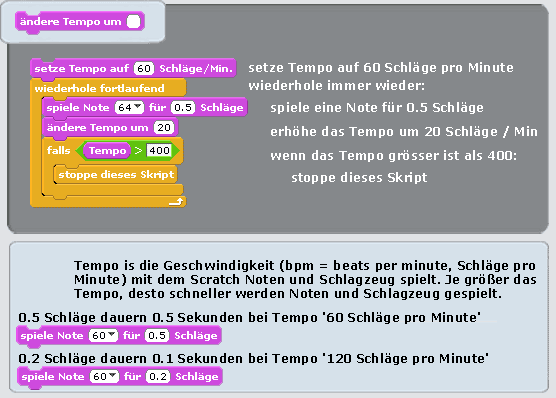 ändere Tempo um
setze Tempo auf 60 Schläge/Min.
wiederhole fortlaufend
spiele Note 64 für 0.5 Schläge
ändere Tempo um 20
falls Tempo > 400
stoppe dieses Skript
setze Tempo auf 60 Schläge pro Minute
wiederhole immer wieder:
spiele eine Note für 0.5 Schläge
erhöhe das Tempo um 20 Schläge / Min
wenn das Tempo grösser ist als 400:
stoppe dieses Skript
Tempo is die Geschwindigkeit (bpm = beats per minute, Schläge pro
Minute) mit dem Scratch Noten und Schlagzeug spielt. Je größer das
Tempo, desto schneller werden Noten und Schlagzeug gespielt.
0.5 Schläge dauern 0.5 Sekunden bei Tempo '60 Schläge pro Minute'
spiele Note 60 für 0.5 Schläge
0.2 Schläge dauern 0.1 Sekunden bei Tempo '120 Schläge pro Minute'
spiele Note 60 für 0.2 Schläge